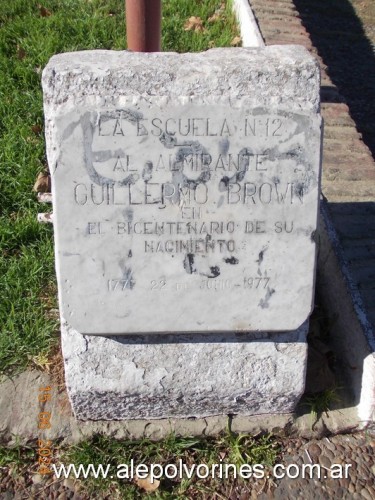 LA ESCUELA Nº12
AL ALMIRANTE
GUILLERMO BROWN
EN
EL BICENTENARIO DE SU
NACIMIENTO
1777 22 DE JUNIO 1977
www.alepolvorines.com.ar